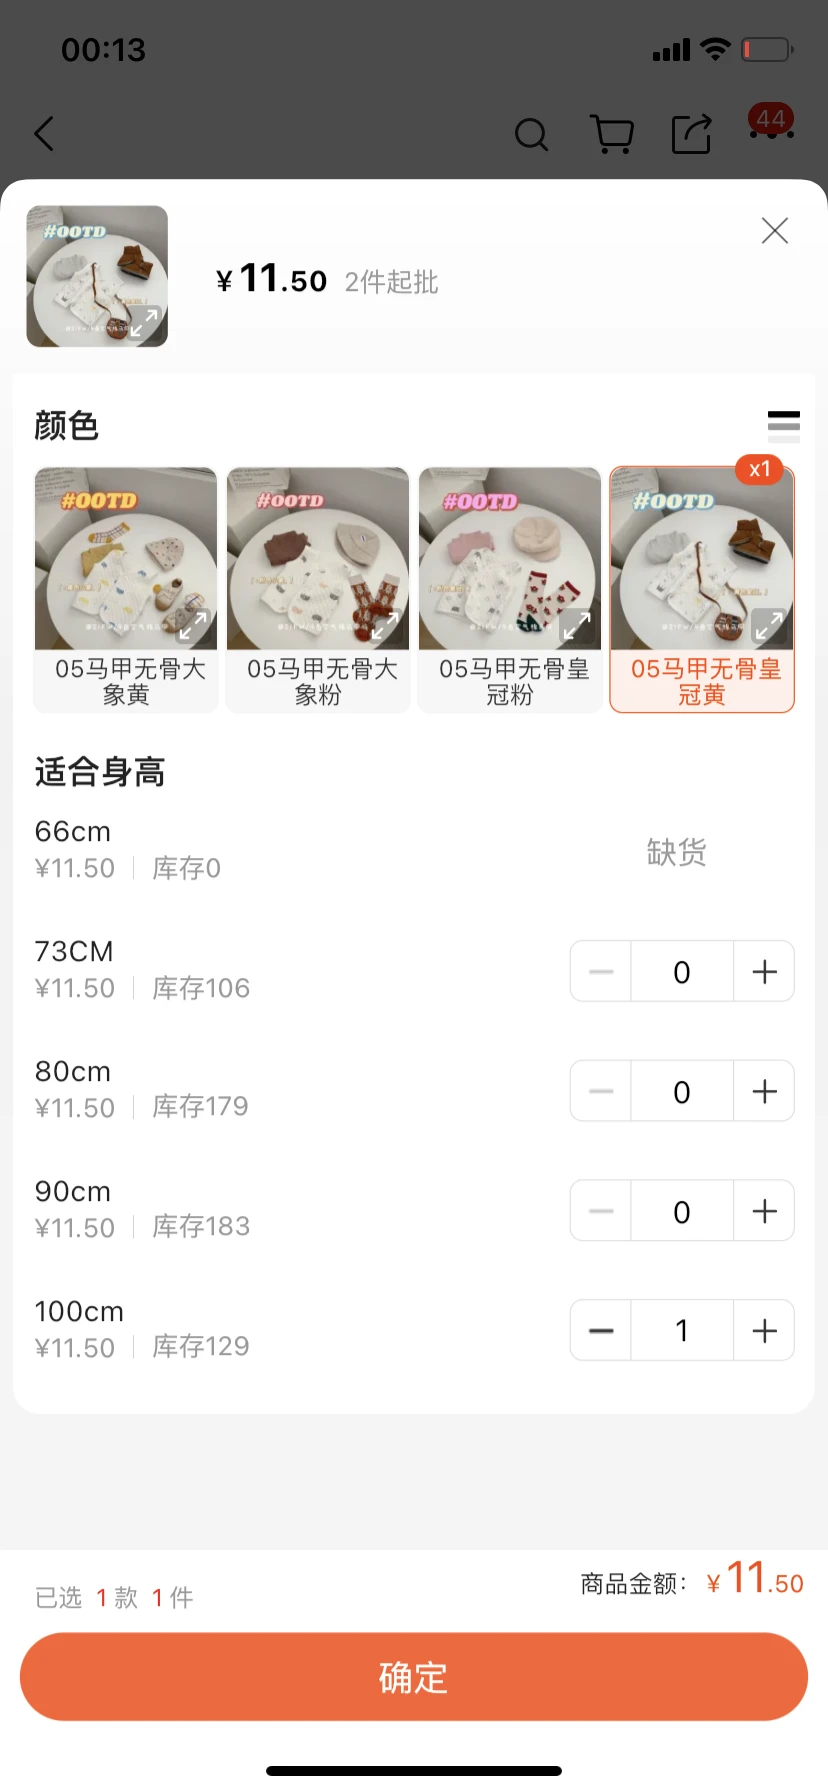 00:13
44
#OOTD
¥11.50 2件起批
颜色
x1
#OOTD
#OOTD
#OOTD
#OOTD
05马甲无骨大
象黄
05马甲无骨大
象粉
05马甲无骨皇
冠粉
05马甲无骨皇
冠黄
适合身高
66cm
¥11.50 库存0
缺货
73CM
¥11.50 库存106
0
80cm
¥11.50 库存179
0
90cm
¥11.50 库存183
0
100cm
¥11.50 库存129
1
已选 1 款 1 件
商品金额: ¥11.50
确定